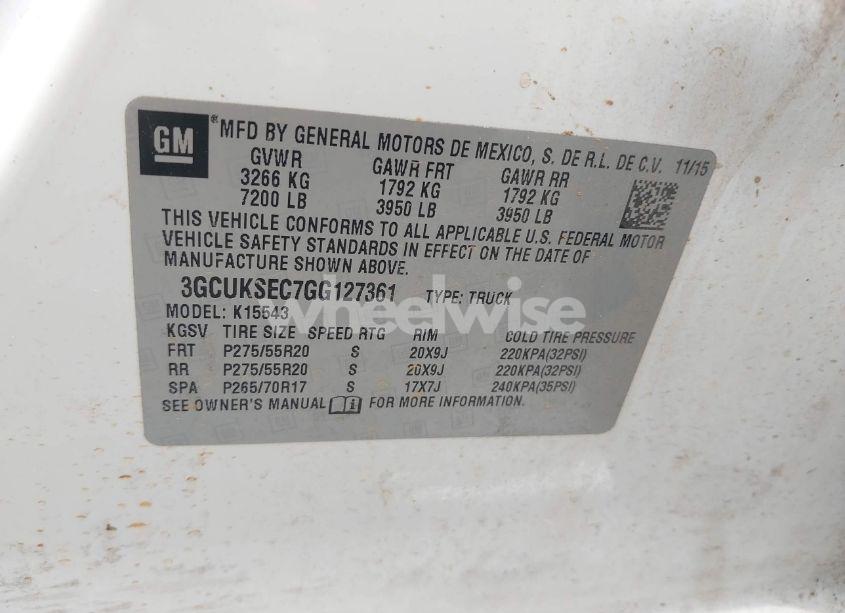 GM ® MFD BY GENERAL MOTORS DE MEXICO, S. DE R.L. DE C.V. 11/15
GVWR GAWR FRT GAWR RR
3266 KG 1792 KG 1792 KG
7200 LB 3950 LB 3950 LB
THIS VEHICLE CONFORMS TO ALL APPLICABLE U.S. FEDERAL MOTOR
VEHICLE SAFETY STANDARDS IN EFFECT ON THE DATE OF
MANUFACTURE SHOWN ABOVE.
3GCUKSEC7GG127361 TYPE: TRUCK
MODEL: K15543
wheelwise
KGSV TIRE SIZE SPEED RTG RIM COLD TIRE PRESSURE
FRT P275/55R20 S 20X9J 220KPA(32PSI)
RR P275/55R20 S 20X9J 220KPA(32PSI)
SPA P265/70R17 S 17X7J 240KPA(35PSI)
SEE OWNER'S MANUAL i FOR MORE INFORMATION.